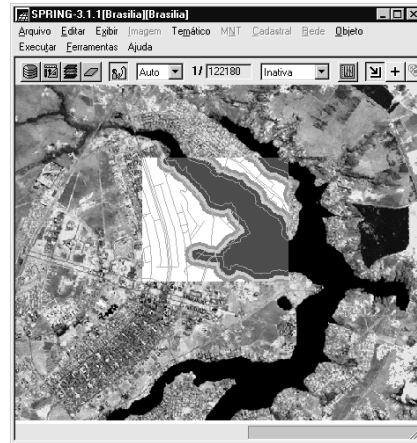 SPRING-3.1.1[Brasilia][Brasilia]
Arquivo Editar Exibir Imagem Temático MNT Cadastral Rede Objeto
Executar Ferramentas Ajuda
Auto 1/ 122180 Inativa